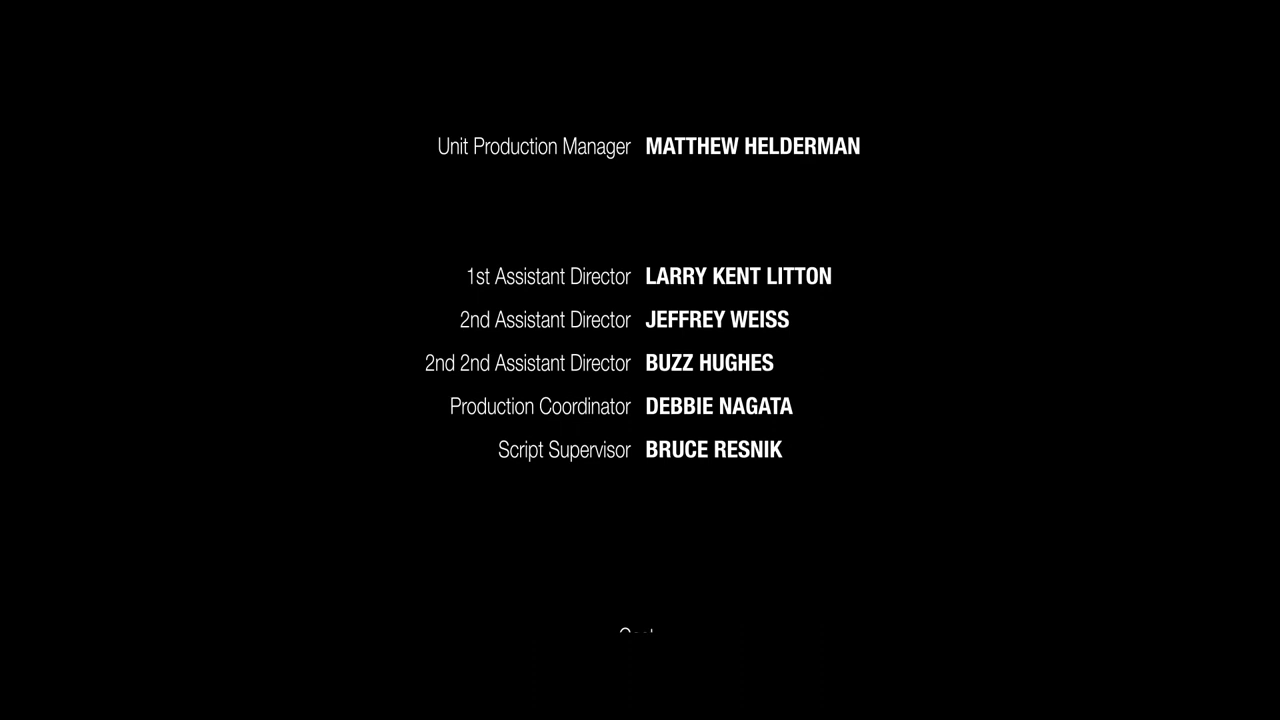 Unit Production Manager MATTHEW HELDERMAN
1st Assistant Director LARRY KENT LITTON
2nd Assistant Director JEFFREY WEISS
2nd 2nd Assistant Director BUZZ HUGHES
Production Coordinator DEBBIE NAGATA
Script Supervisor BRUCE RESNIK